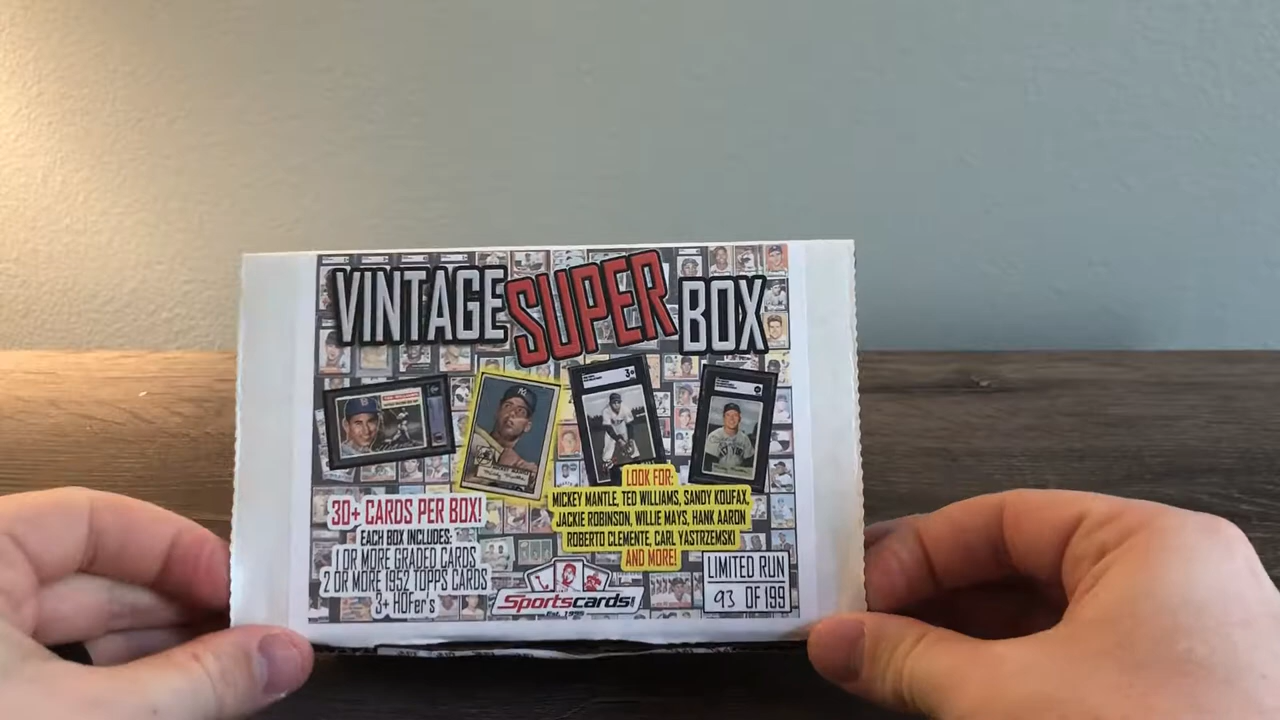 VINTAGE SUPER BOX
30+ CARDS PER BOX!
EACH BOX INCLUDES:
1 OR MORE GRADED CARDS
2 OR MORE 1952 TOPPS CARDS
3+ HOFer's
LOOK FOR:
MICKEY MANTLE, TED WILLIAMS, SANDY KOUFAX,
JACKIE ROBINSON, WILLIE MAYS, HANK AARON
ROBERTO CLEMENTE, CARL YASTRZEMSKI
AND MORE!
Sportscards
Est. 1995
LIMITED RUN
93 OF 199